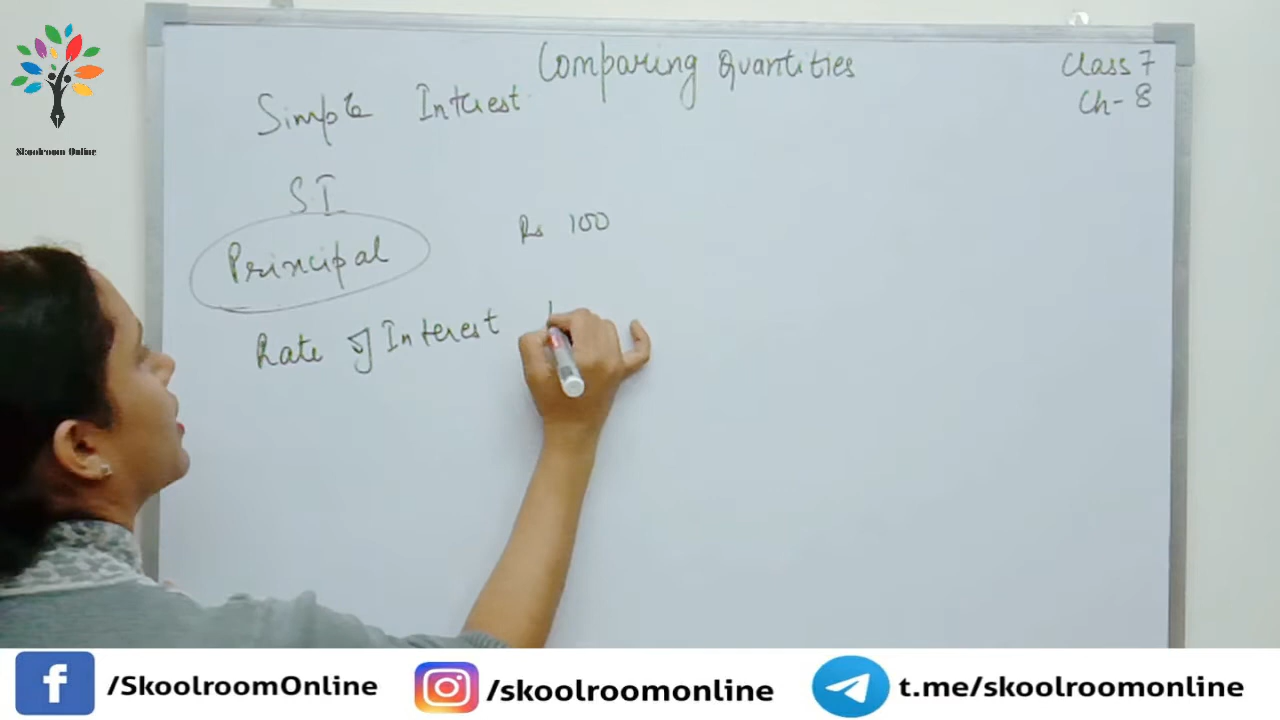 Comparing Quantities
Class 7
Ch- 8
Simple Interest
S.I
Principal
Rs 100
Rate of Interest
Skoolroom Online
/SkoolroomOnline
/skoolroomonline
t.me/skoolroomonline